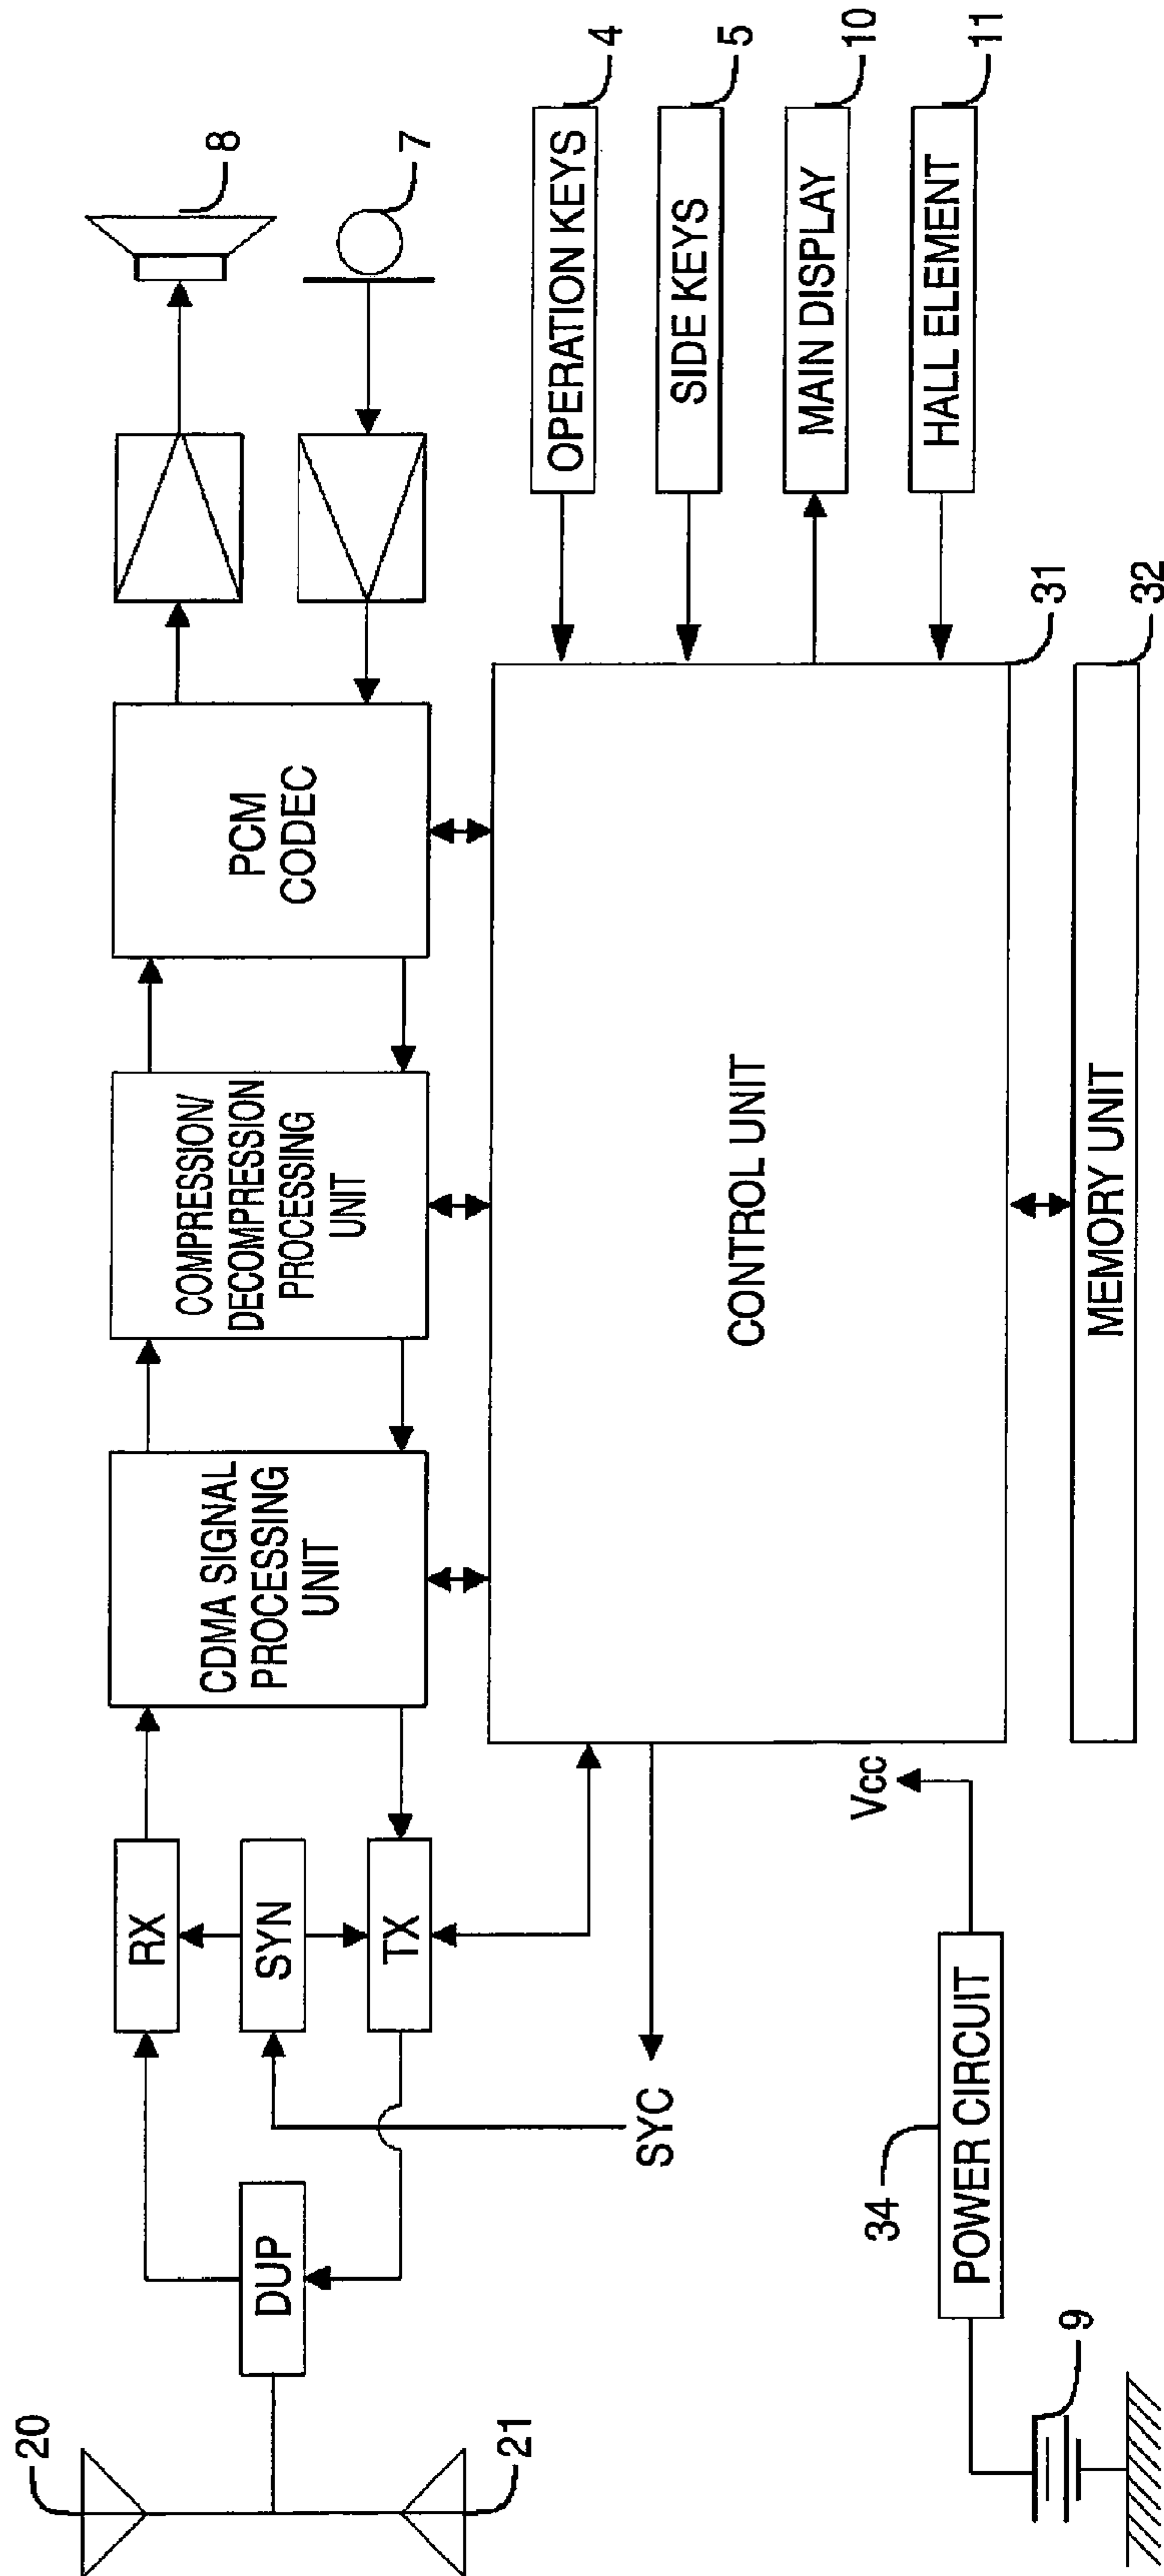 20
21
DUP
RX
SYN
TX
SYC
CDMA SIGNAL
PROCESSING
UNIT
COMPRESSION/
DECOMPRESSION
PROCESSING
UNIT
PCM
CODEC
8
7
OPERATION KEYS
4
SIDE KEYS
5
MAIN DISPLAY
10
HALL ELEMENT
11
CONTROL UNIT
31
MEMORY UNIT
32
Vcc
34
POWER CIRCUIT
9